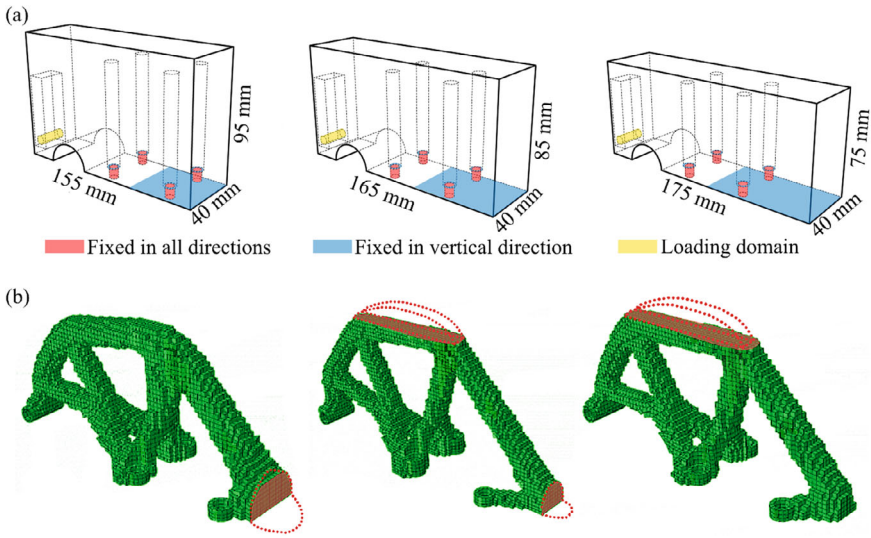 (a)
95 mm
155 mm
40 mm
85 mm
165 mm
40 mm
75 mm
175 mm
40 mm
Fixed in all directions
Fixed in vertical direction
Loading domain
(b)